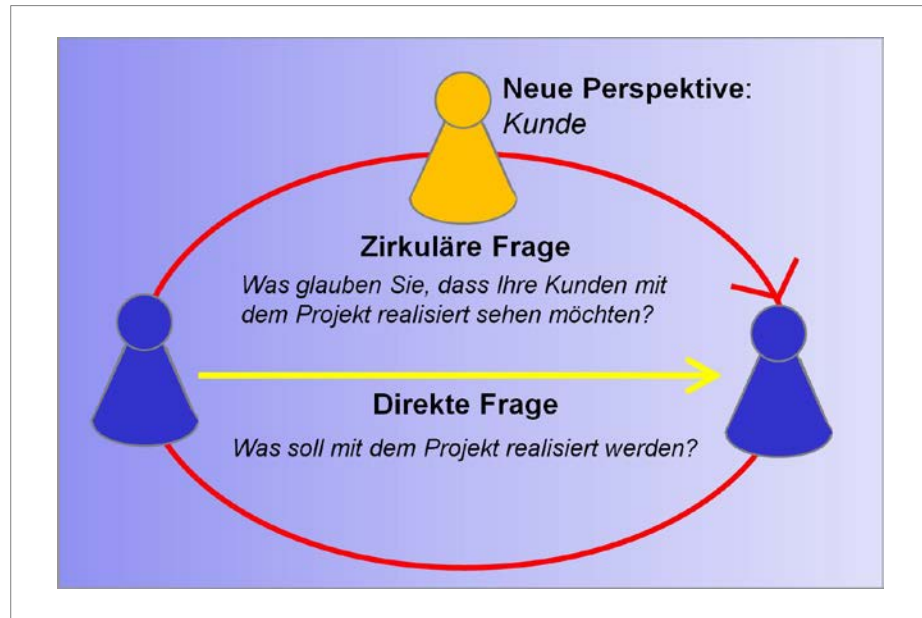 Neue Perspektive:
Kunde
Zirkuläre Frage
Was glauben Sie, dass Ihre Kunden mit
dem Projekt realisiert sehen möchten?
Direkte Frage
Was soll mit dem Projekt realisiert werden?